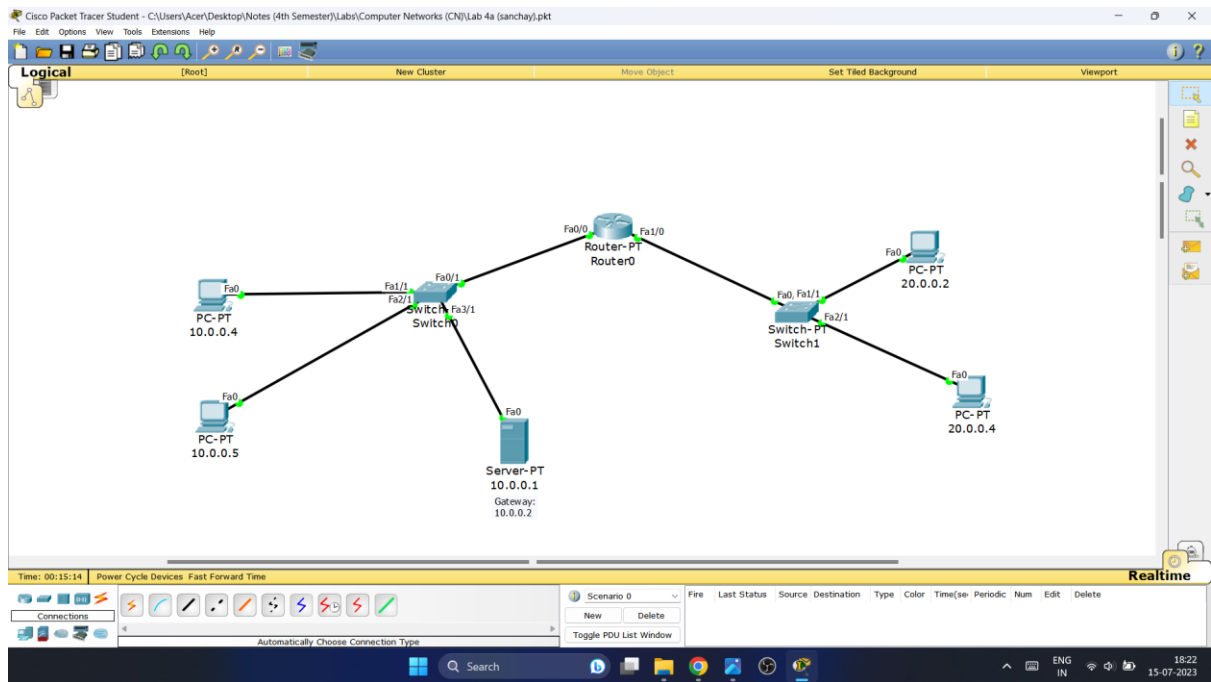 Cisco Packet Tracer Student - C:\Users\Acer\Desktop\Notes (4th Semester)\Labs\Computer Networks (CN)\Lab 4a (sanchay).pkt
File Edit Options View Tools Extensions Help
Logical [Root] New Cluster Move Object Set Tiled Background Viewport
Fa0/0
Fa1/0
Router-PT
Router0
Fa0
PC-PT
20.0.0.2
Fa0/1
Fa1/1
Fa2/1
Fa3/1
Switch0
Fa0
PC-PT
10.0.0.4
Fa0, Fa1/1
Fa2/1
Switch-PT
Switch1
Fa0
PC-PT
20.0.0.4
Fa0
PC-PT
10.0.0.5
Fa0
Server-PT
10.0.0.1
Gateway:
10.0.0.2
Time: 00:15:14 Power Cycle Devices Fast Forward Time Realtime
Connections
Automatically Choose Connection Type
Scenario 0
New Delete
Toggle PDU List Window
Fire Last Status Source Destination Type Color Time(se Periodic Num Edit Delete
Search
ENG
IN
18:22
15-07-2023